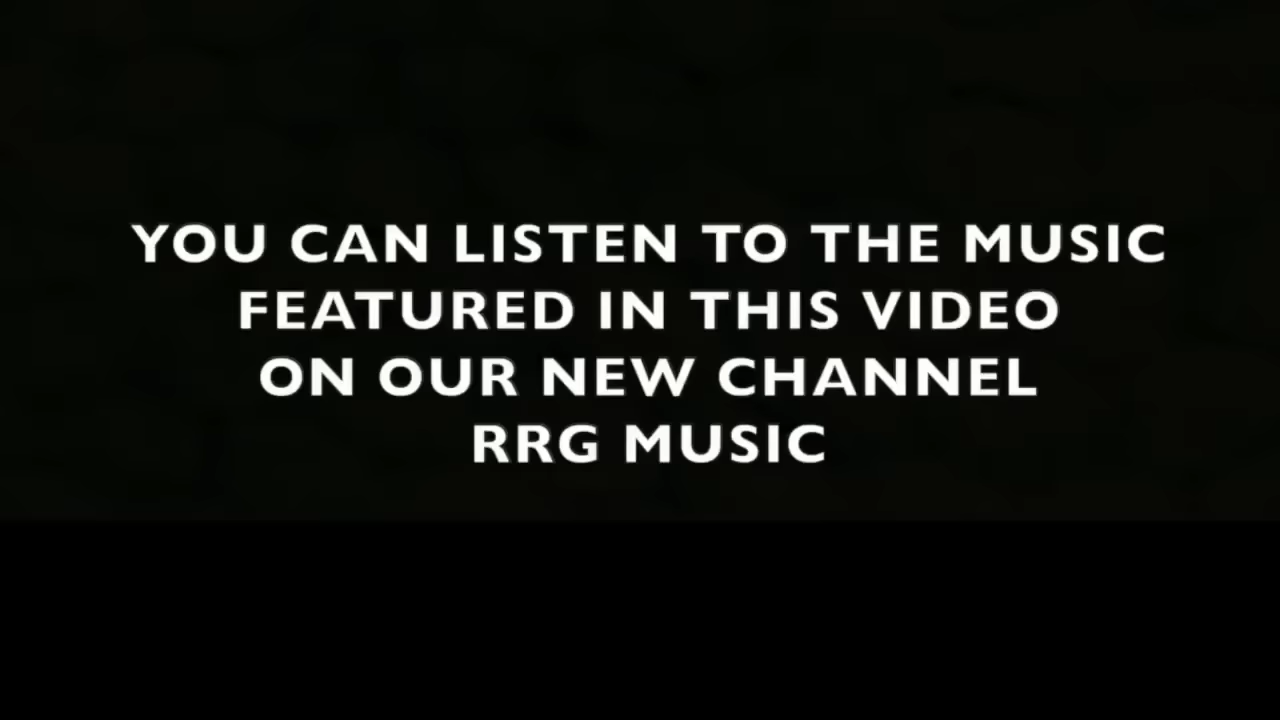 YOU CAN LISTEN TO THE MUSIC
FEATURED IN THIS VIDEO
ON OUR NEW CHANNEL
RRG MUSIC